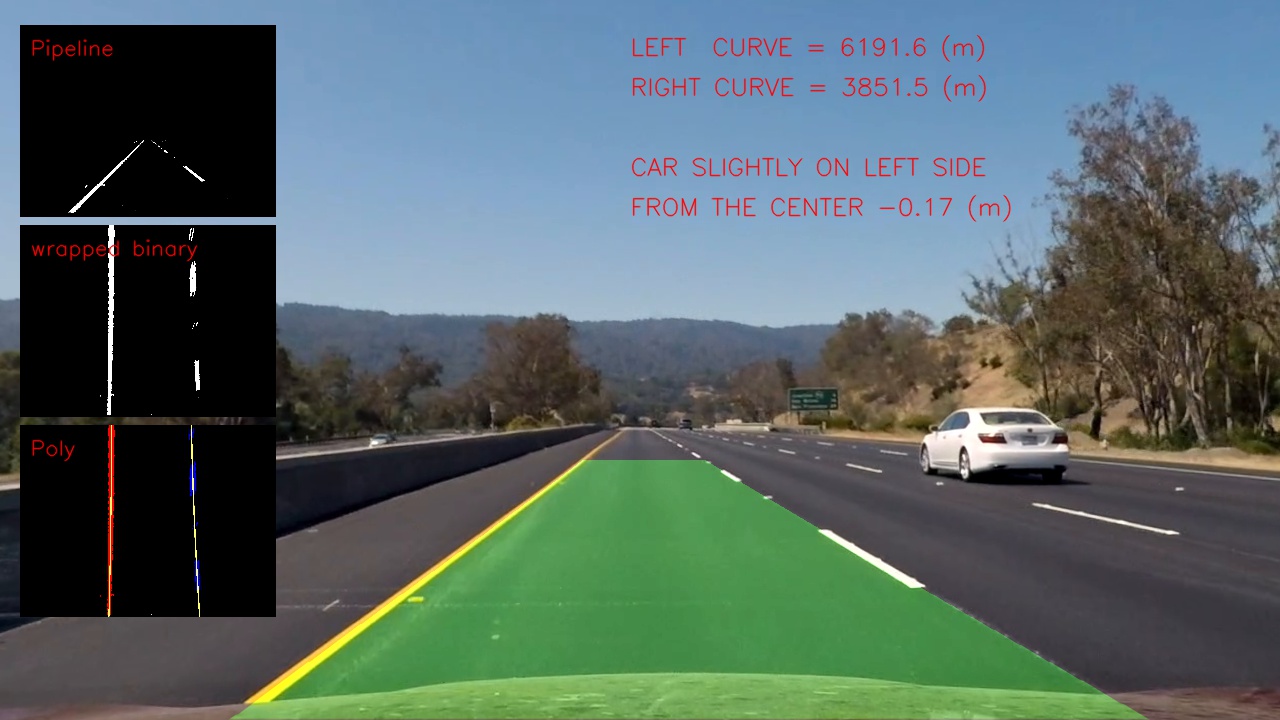 Pipeline
LEFT  CURVE = 6191.6 (m)
RIGHT CURVE = 3851.5 (m)
CAR SLIGHTLY ON LEFT SIDE
FROM THE CENTER −0.17 (m)
wrapped binary
Poly